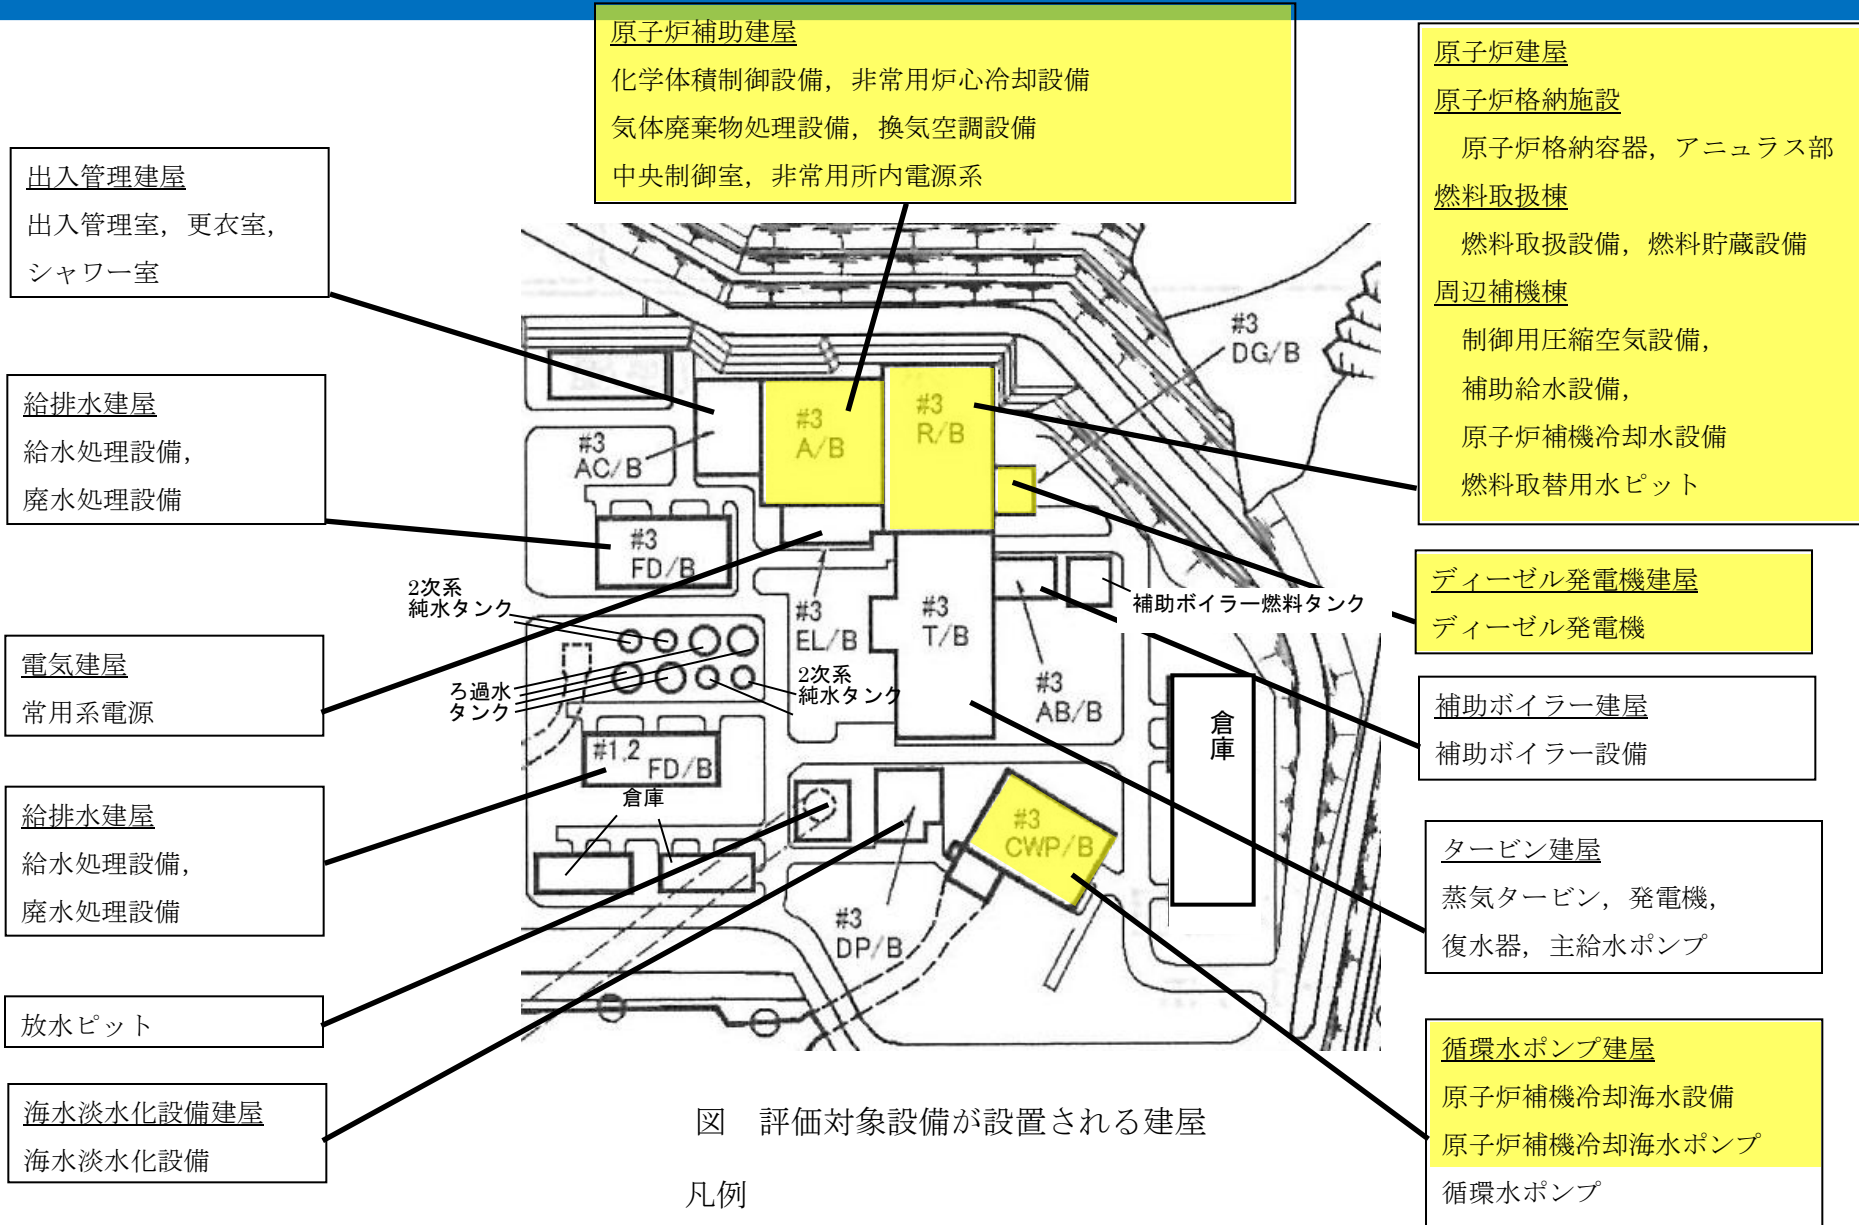 原子炉補助建屋
化学体積制御設備，非常用炉心冷却設備
気体廃棄物処理設備，換気空調設備
中央制御室，非常用所内電源系
原子炉建屋
原子炉格納施設
原子炉格納容器，アニュラス部
燃料取扱棟
燃料取扱設備，燃料貯蔵設備
周辺補機棟
制御用圧縮空気設備，
補助給水設備，
原子炉補機冷却水設備
燃料取替用水ピット
出入管理建屋
出入管理室，更衣室，
シャワー室
給排水建屋
給水処理設備，
廃水処理設備
電気建屋
常用系電源
給排水建屋
給水処理設備，
廃水処理設備
放水ピット
海水淡水化設備建屋
海水淡水化設備
#3
DG/B
#3
A/B
#3
R/B
#3
AC/B
#3
FD/B
2次系
純水タンク
#3
EL/B
#3
T/B
補助ボイラー燃料タンク
ろ過水
タンク
2次系
純水タンク
#3
AB/B
倉庫
#1,2
FD/B
倉庫
#3
CWP/B
#3
DP/B
ディーゼル発電機建屋
ディーゼル発電機
補助ボイラー建屋
補助ボイラー設備
タービン建屋
蒸気タービン，発電機，
復水器，主給水ポンプ
循環水ポンプ建屋
原子炉補機冷却海水設備
原子炉補機冷却海水ポンプ
循環水ポンプ
図　評価対象設備が設置される建屋
凡例